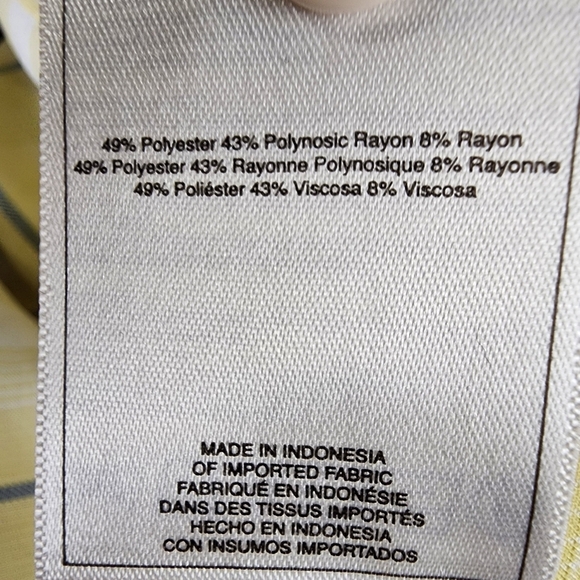 49% Polyester 43% Polynosic Rayon 8% Rayon
49% Polyester 43% Rayonne Polynosique 8% Rayonne
49% Poliéster 43% Viscosa 8% Viscosa
MADE IN INDONESIA
OF IMPORTED FABRIC
FABRIQUÉ EN INDONÉSIE
DANS DES TISSUS IMPORTÉS
HECHO EN INDONESIA
CON INSUMOS IMPORTADOS